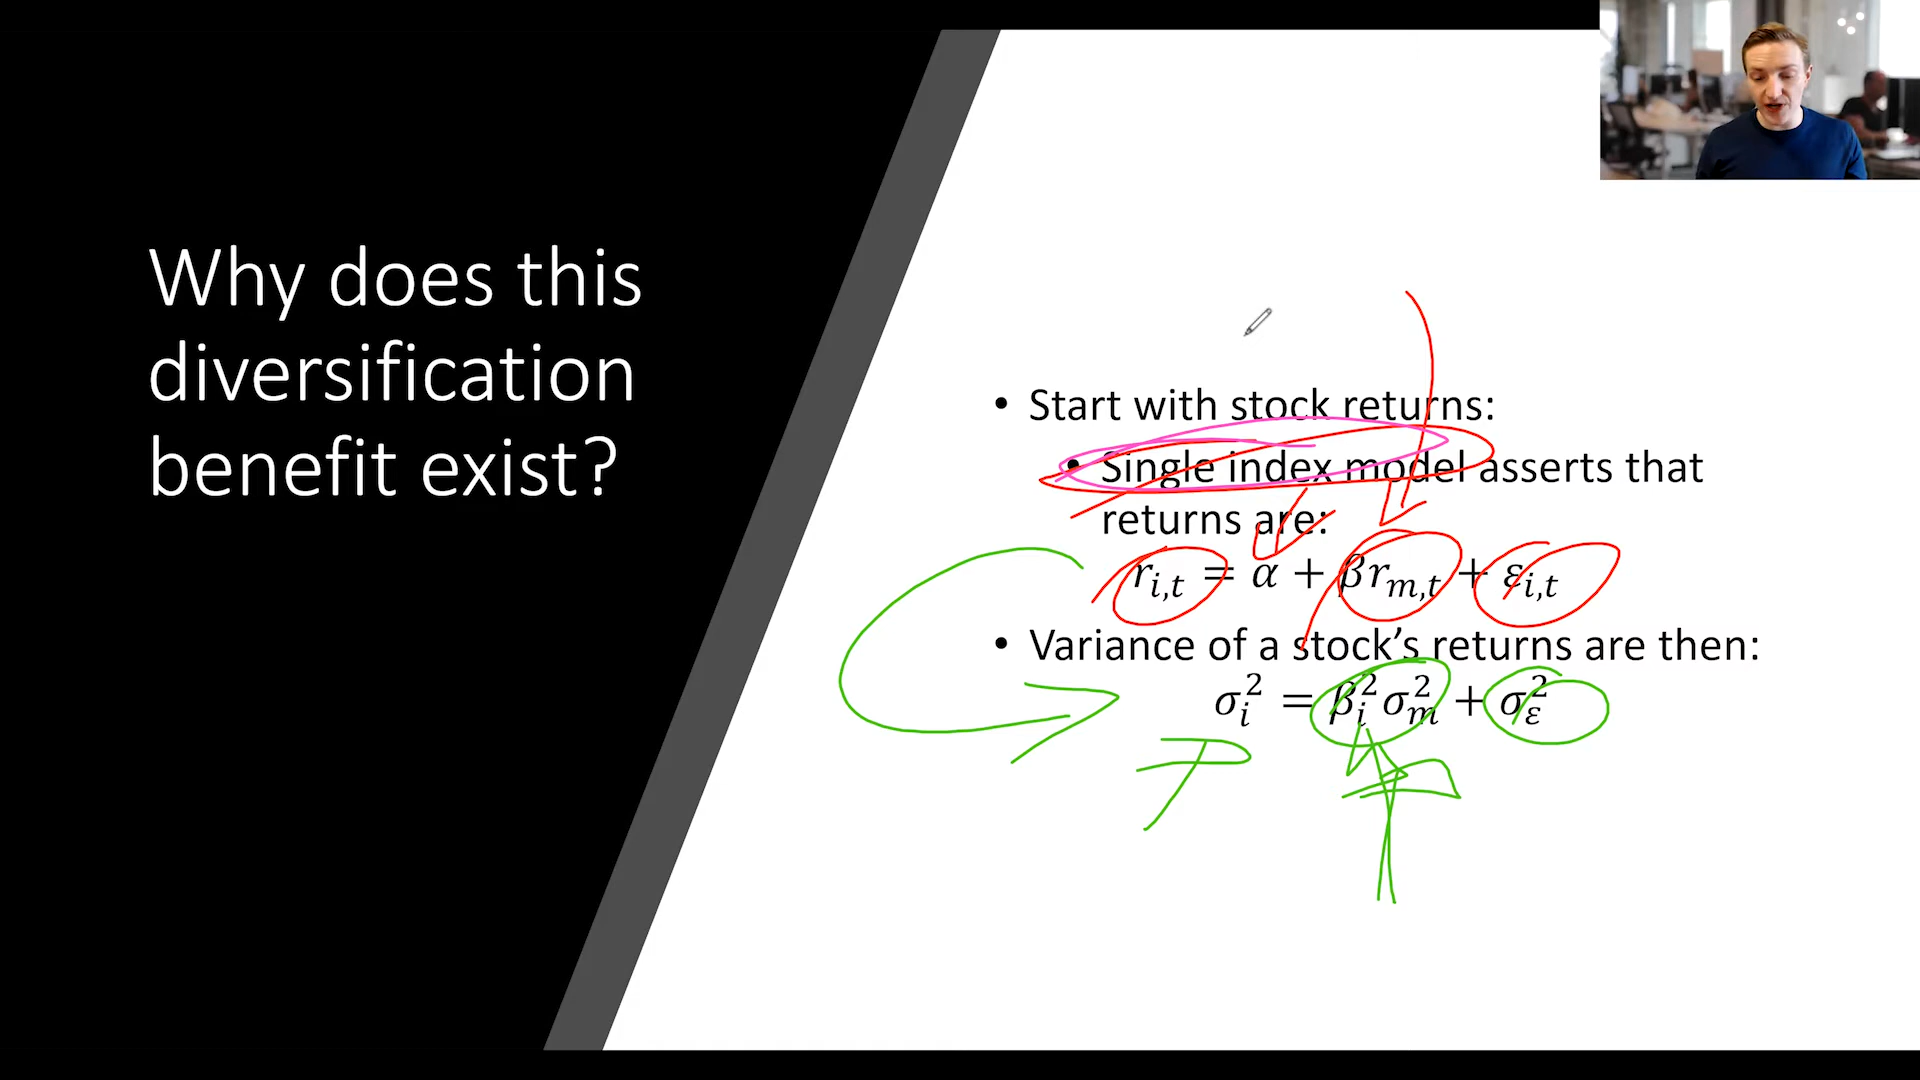 Why does this
diversification
benefit exist?
• Start with stock returns:
• Single index model asserts that
returns are:
r_{i,t} = α + βr_{m,t} + ε_{i,t}
• Variance of a stock’s returns are then:
σ_i^2 = β_i^2 σ_m^2 + σ_ε^2